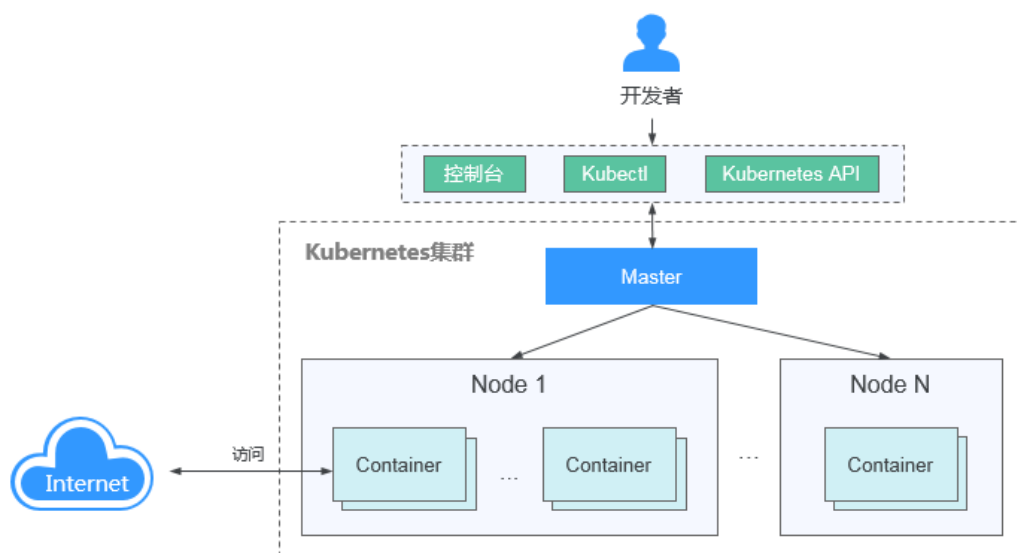 开发者
控制台 Kubectl Kubernetes API
Kubernetes集群
Master
Node 1 Node N
访问
Container ... Container ... Container
Internet